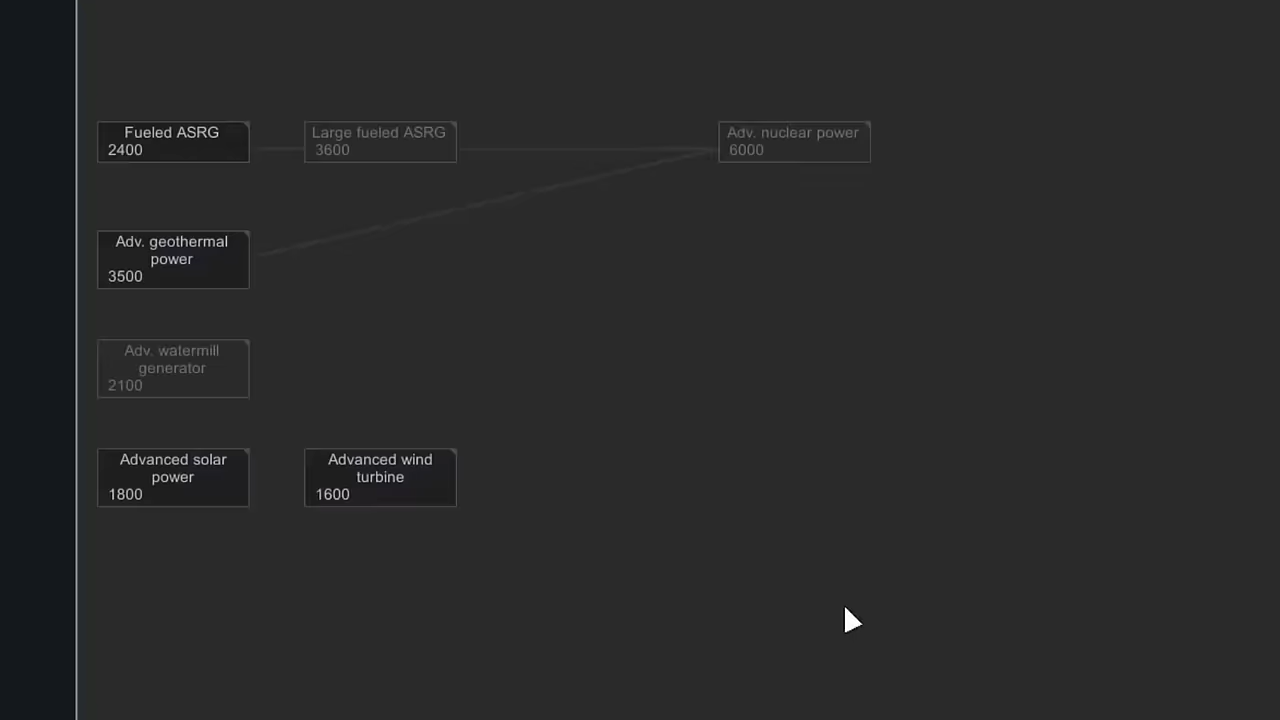 Fueled ASRG
2400
Large fueled ASRG
3600
Adv. nuclear power
6000
Adv. geothermal
power
3500
Adv. watermill
generator
2100
Advanced solar
power
1800
Advanced wind
turbine
1600